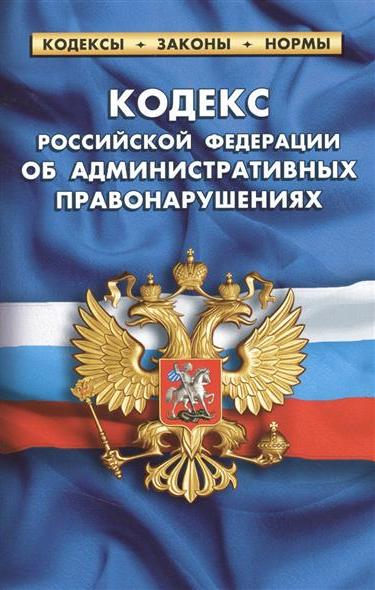 КОДЕКСЫ ✦ ЗАКОНЫ ✦ НОРМЫ
КОДЕКС
РОССИЙСКОЙ ФЕДЕРАЦИИ
ОБ АДМИНИСТРАТИВНЫХ
ПРАВОНАРУШЕНИЯХ